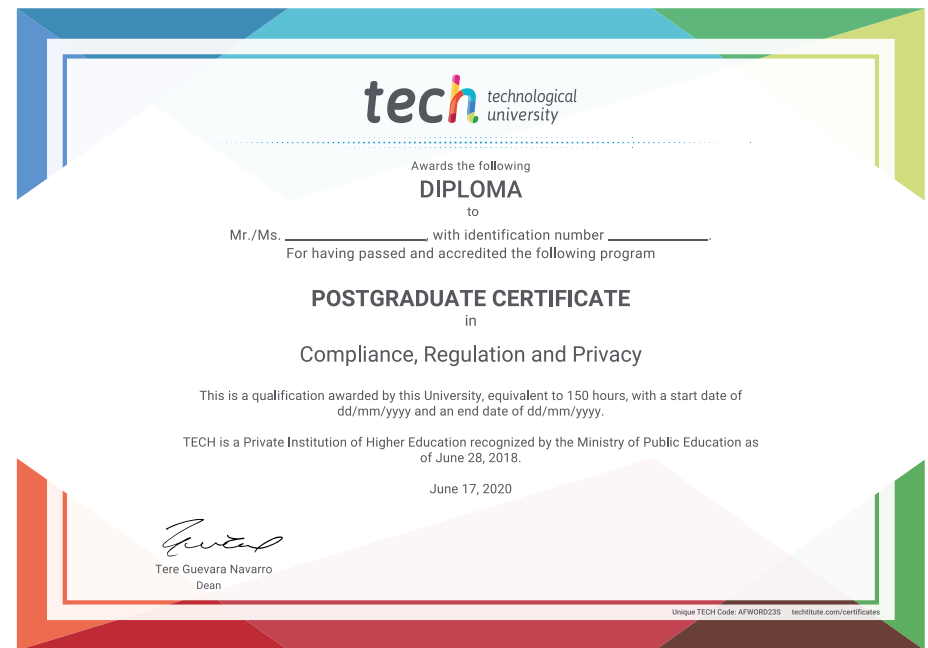 tech technological
university
Awards the following
DIPLOMA
to
Mr./Ms. ____________________, with identification number ______________.
For having passed and accredited the following program
POSTGRADUATE CERTIFICATE
in
Compliance, Regulation and Privacy
This is a qualification awarded by this University, equivalent to 150 hours, with a start date of
dd/mm/yyyy and an end date of dd/mm/yyyy.
TECH is a Private Institution of Higher Education recognized by the Ministry of Public Education as
of June 28, 2018.
June 17, 2020
Tere Guevara Navarro
Dean
Unique TECH Code: AFWORD23S techtitute.com/certificates